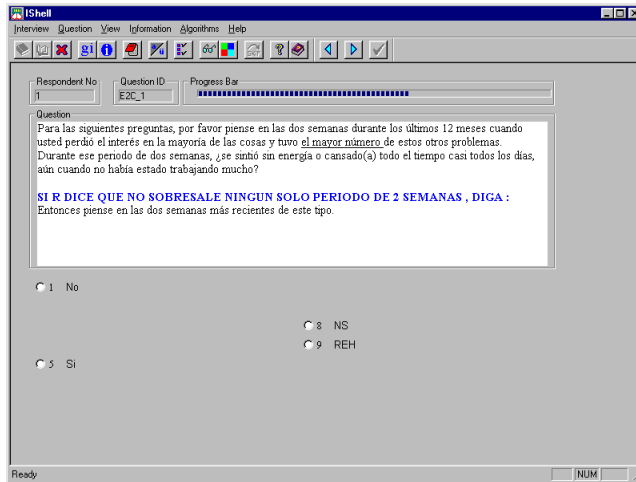 IShell
Interview Question View Information Algorithms Help
gi
Respondent No
Question ID
Progress Bar
1
E2C_1
Question
Para las siguientes preguntas, por favor piense en las dos semanas durante los últimos 12 meses cuando
usted perdió el interés en la mayoría de las cosas y tuvo el mayor número de estos otros problemas.
Durante ese periodo de dos semanas, ¿se sintió sin energía o cansado(a) todo el tiempo casi todos los días,
aún cuando no había estado trabajando mucho?
SI R DICE QUE NO SOBRESALE NINGUN SOLO PERIODO DE 2 SEMANAS , DIGA :
Entonces piense en las dos semanas más recientes de este tipo.
1 No
8 NS
9 REH
5 Si
Ready
NUM